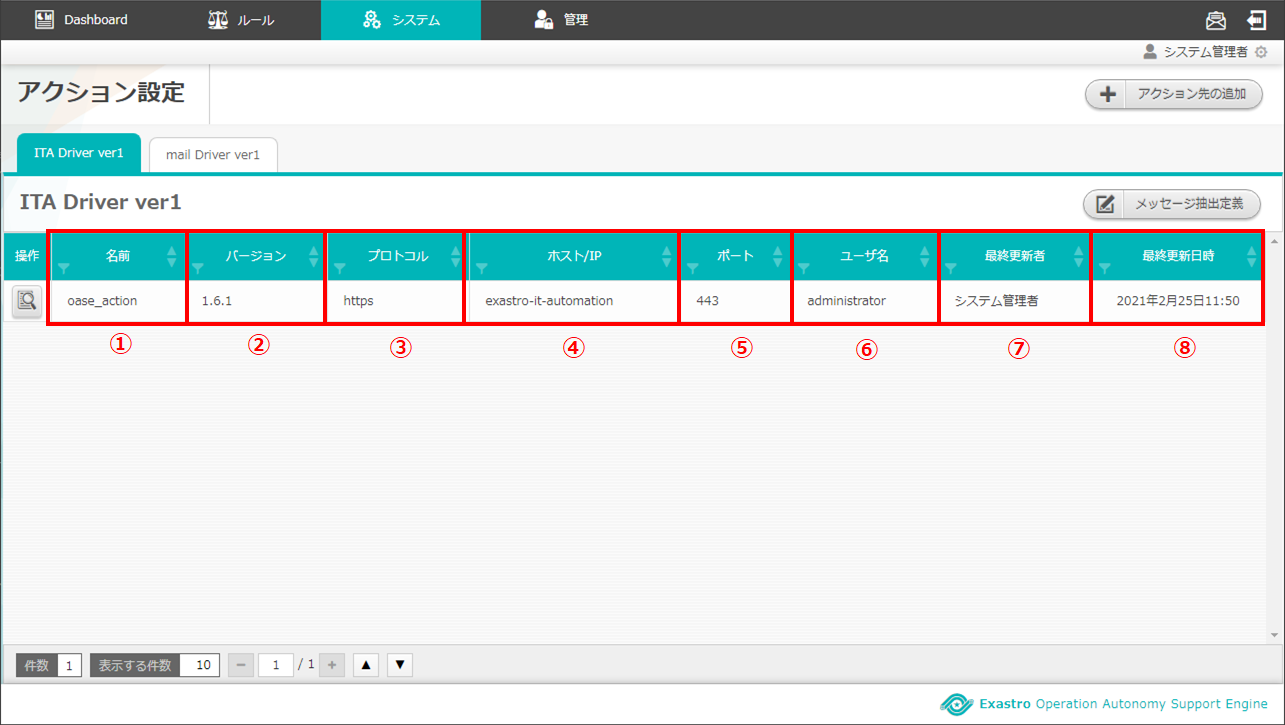 Dashboard ルール システム 管理
システム管理者
アクション設定
アクション先の追加
ITA Driver ver1 mail Driver ver1
ITA Driver ver1
メッセージ抽出定義
操作 名前 バージョン プロトコル ホスト/IP ポート ユーザ名 最終更新者 最終更新日時
oase_action 1.6.1 https exastro-it-automation 443 administrator システム管理者 2021年2月25日11:50
① ② ③ ④ ⑤ ⑥ ⑦ ⑧
件数 1 表示する件数 10 − 1 / 1 + ▲ ▼
Exastro Operation Autonomy Support Engine